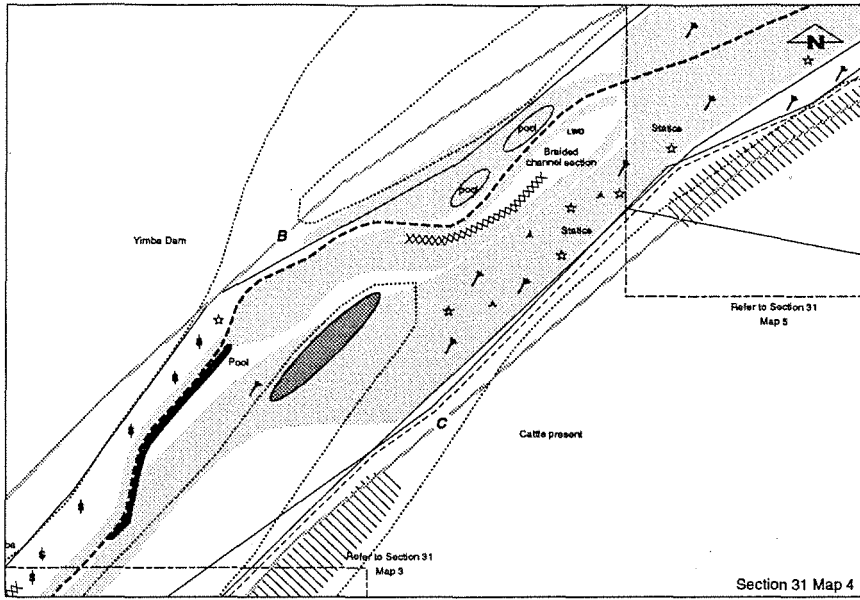 N
pool
LWD
Braided
channel section
Statice
pool
B
Yimba Dam
Statice
Refer to Section 31
Map 5
Pool
C
Cattle present
Refer to Section 31
Map 3
Section 31 Map 4